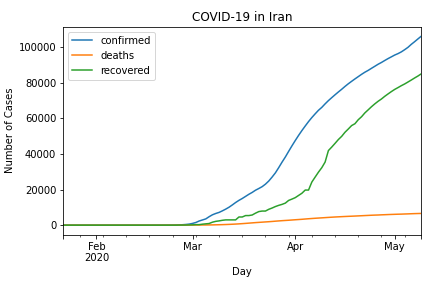 COVID-19 in Iran
confirmed
deaths
recovered
100000
80000
60000
40000
20000
0
Number of Cases
Feb
2020
Mar
Apr
May
Day